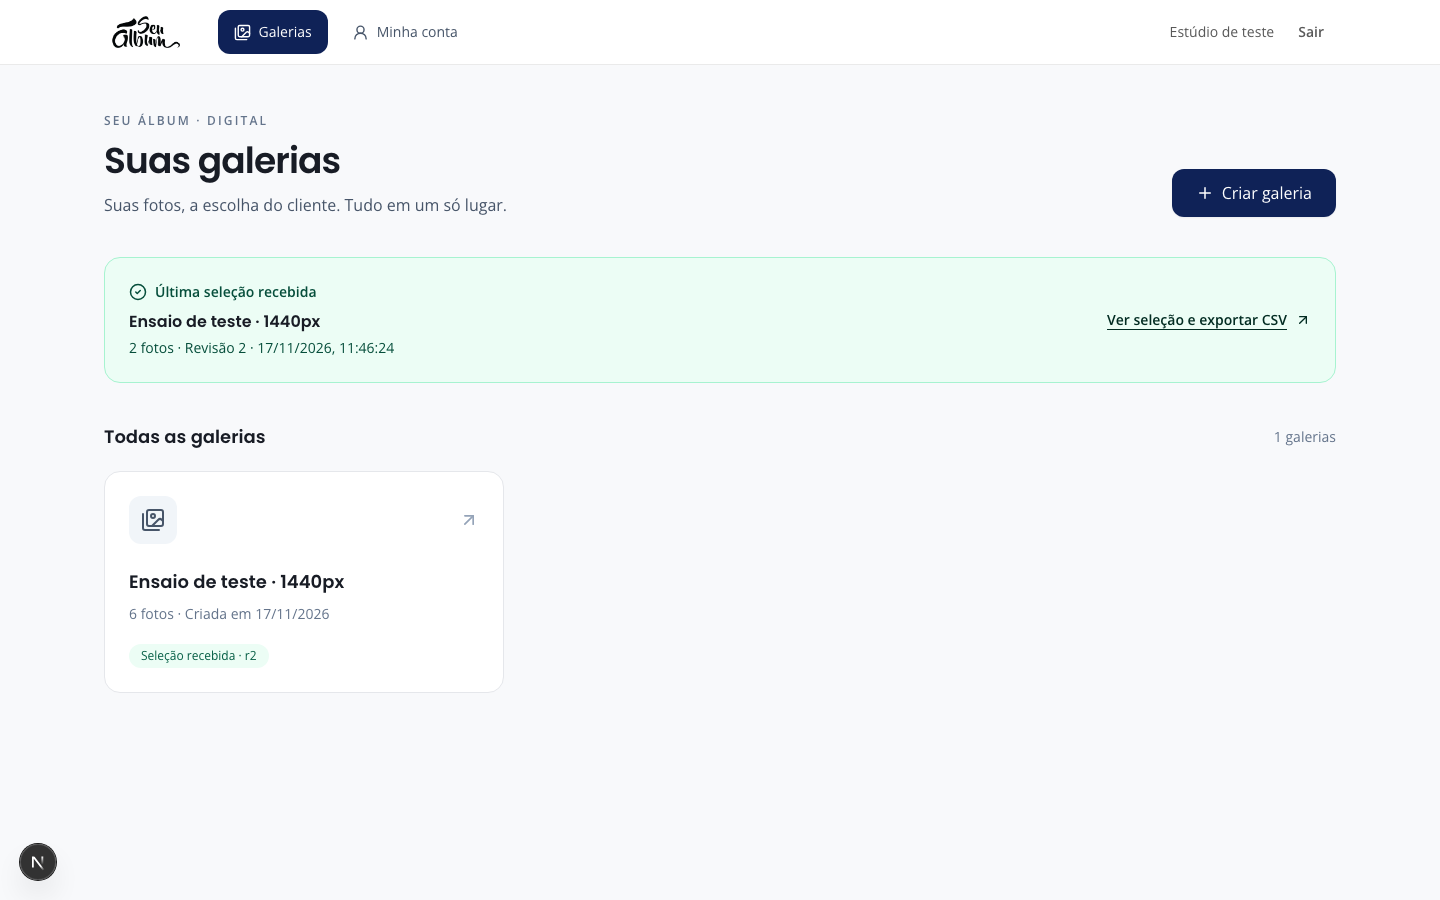 Seu Álbum
Galerias
Minha conta
Estúdio de teste
Sair
SEU ÁLBUM · DIGITAL
Suas galerias
Suas fotos, a escolha do cliente. Tudo em um só lugar.
Criar galeria
Última seleção recebida
Ensaio de teste · 1440px
2 fotos · Revisão 2 · 17/11/2026, 11:46:24
Ver seleção e exportar CSV
Todas as galerias
1 galerias
Ensaio de teste · 1440px
6 fotos · Criada em 17/11/2026
Seleção recebida · r2
N